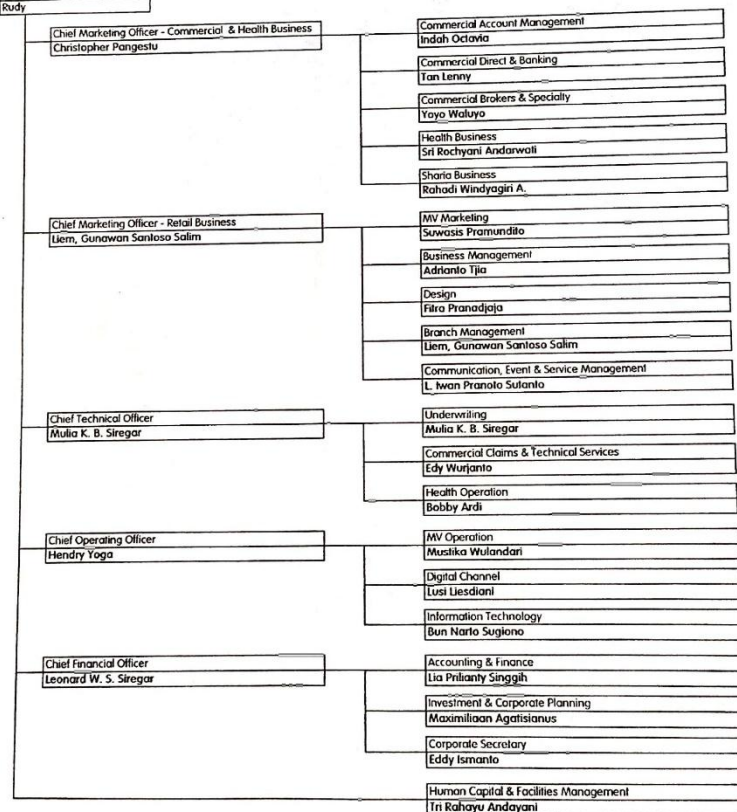 Rudy
Chief Marketing Officer - Commercial & Health Business
Christopher Pangestu
Commercial Account Management
Indah Octavia
Commercial Direct & Banking
Tan Lenny
Commercial Brokers & Specialty
Yoyo Waluyo
Health Business
Sri Rochyani Andarwati
Sharia Business
Rahadi Windyagiri A.
Chief Marketing Officer - Retail Business
Liem, Gunawan Santoso Salim
MV Marketing
Suwasis Pramundito
Business Management
Adrianto Tjia
Design
Fitra Pranadjaja
Branch Management
Liem, Gunawan Santoso Salim
Communication, Event & Service Management
L. Iwan Pranoto Sutanto
Chief Technical Officer
Mulia K. B. Siregar
Underwriting
Mulia K. B. Siregar
Commercial Claims & Technical Services
Edy Wurjanto
Health Operation
Bobby Ardi
Chief Operating Officer
Hendry Yoga
MV Operation
Mustika Wulandari
Digital Channel
Lusi Liesdiani
Information Technology
Bun Narto Sugiono
Chief Financial Officer
Leonard W. S. Siregar
Accounting & Finance
Lia Prilianty Singgih
Investment & Corporate Planning
Maximiliaan Agatisianus
Corporate Secretary
Eddy Ismanto
Human Capital & Facilities Management
Tri Rahayu Andayani